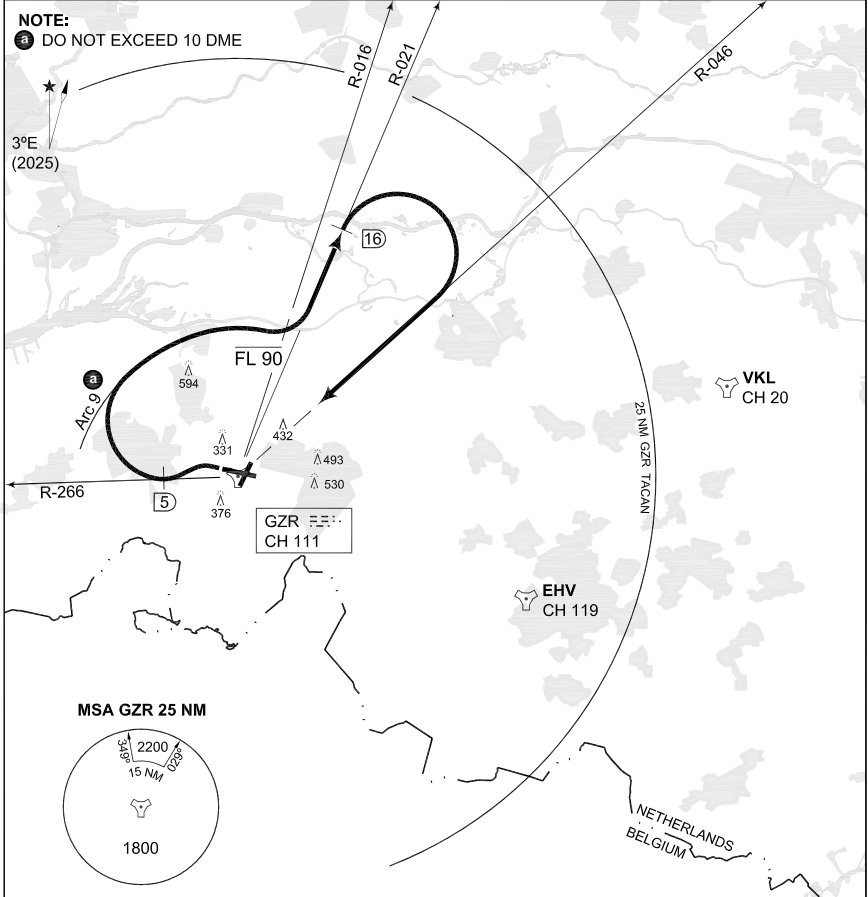 NOTE:
a DO NOT EXCEED 10 DME
R-016
R-021
R-046
3ºE
(2025)
16
FL 90
a
594
Arc 9
VKL
CH 20
432
331
493
530
25 NM GZR TACAN
R-266
5
376
GZR
CH 111
EHV
CH 119
MSA GZR 25 NM
349º
2200
029º
15 NM
1800
NETHERLANDS
BELGIUM